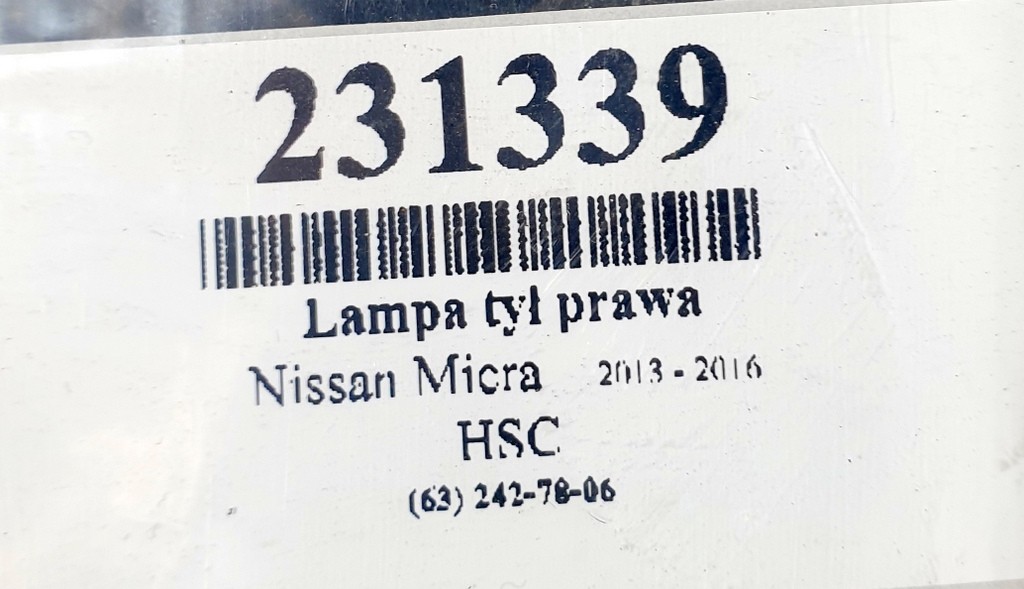 231339
Lampa tył prawa
Nissan Micra 2013 - 2016
HSC
(63) 242-78-06